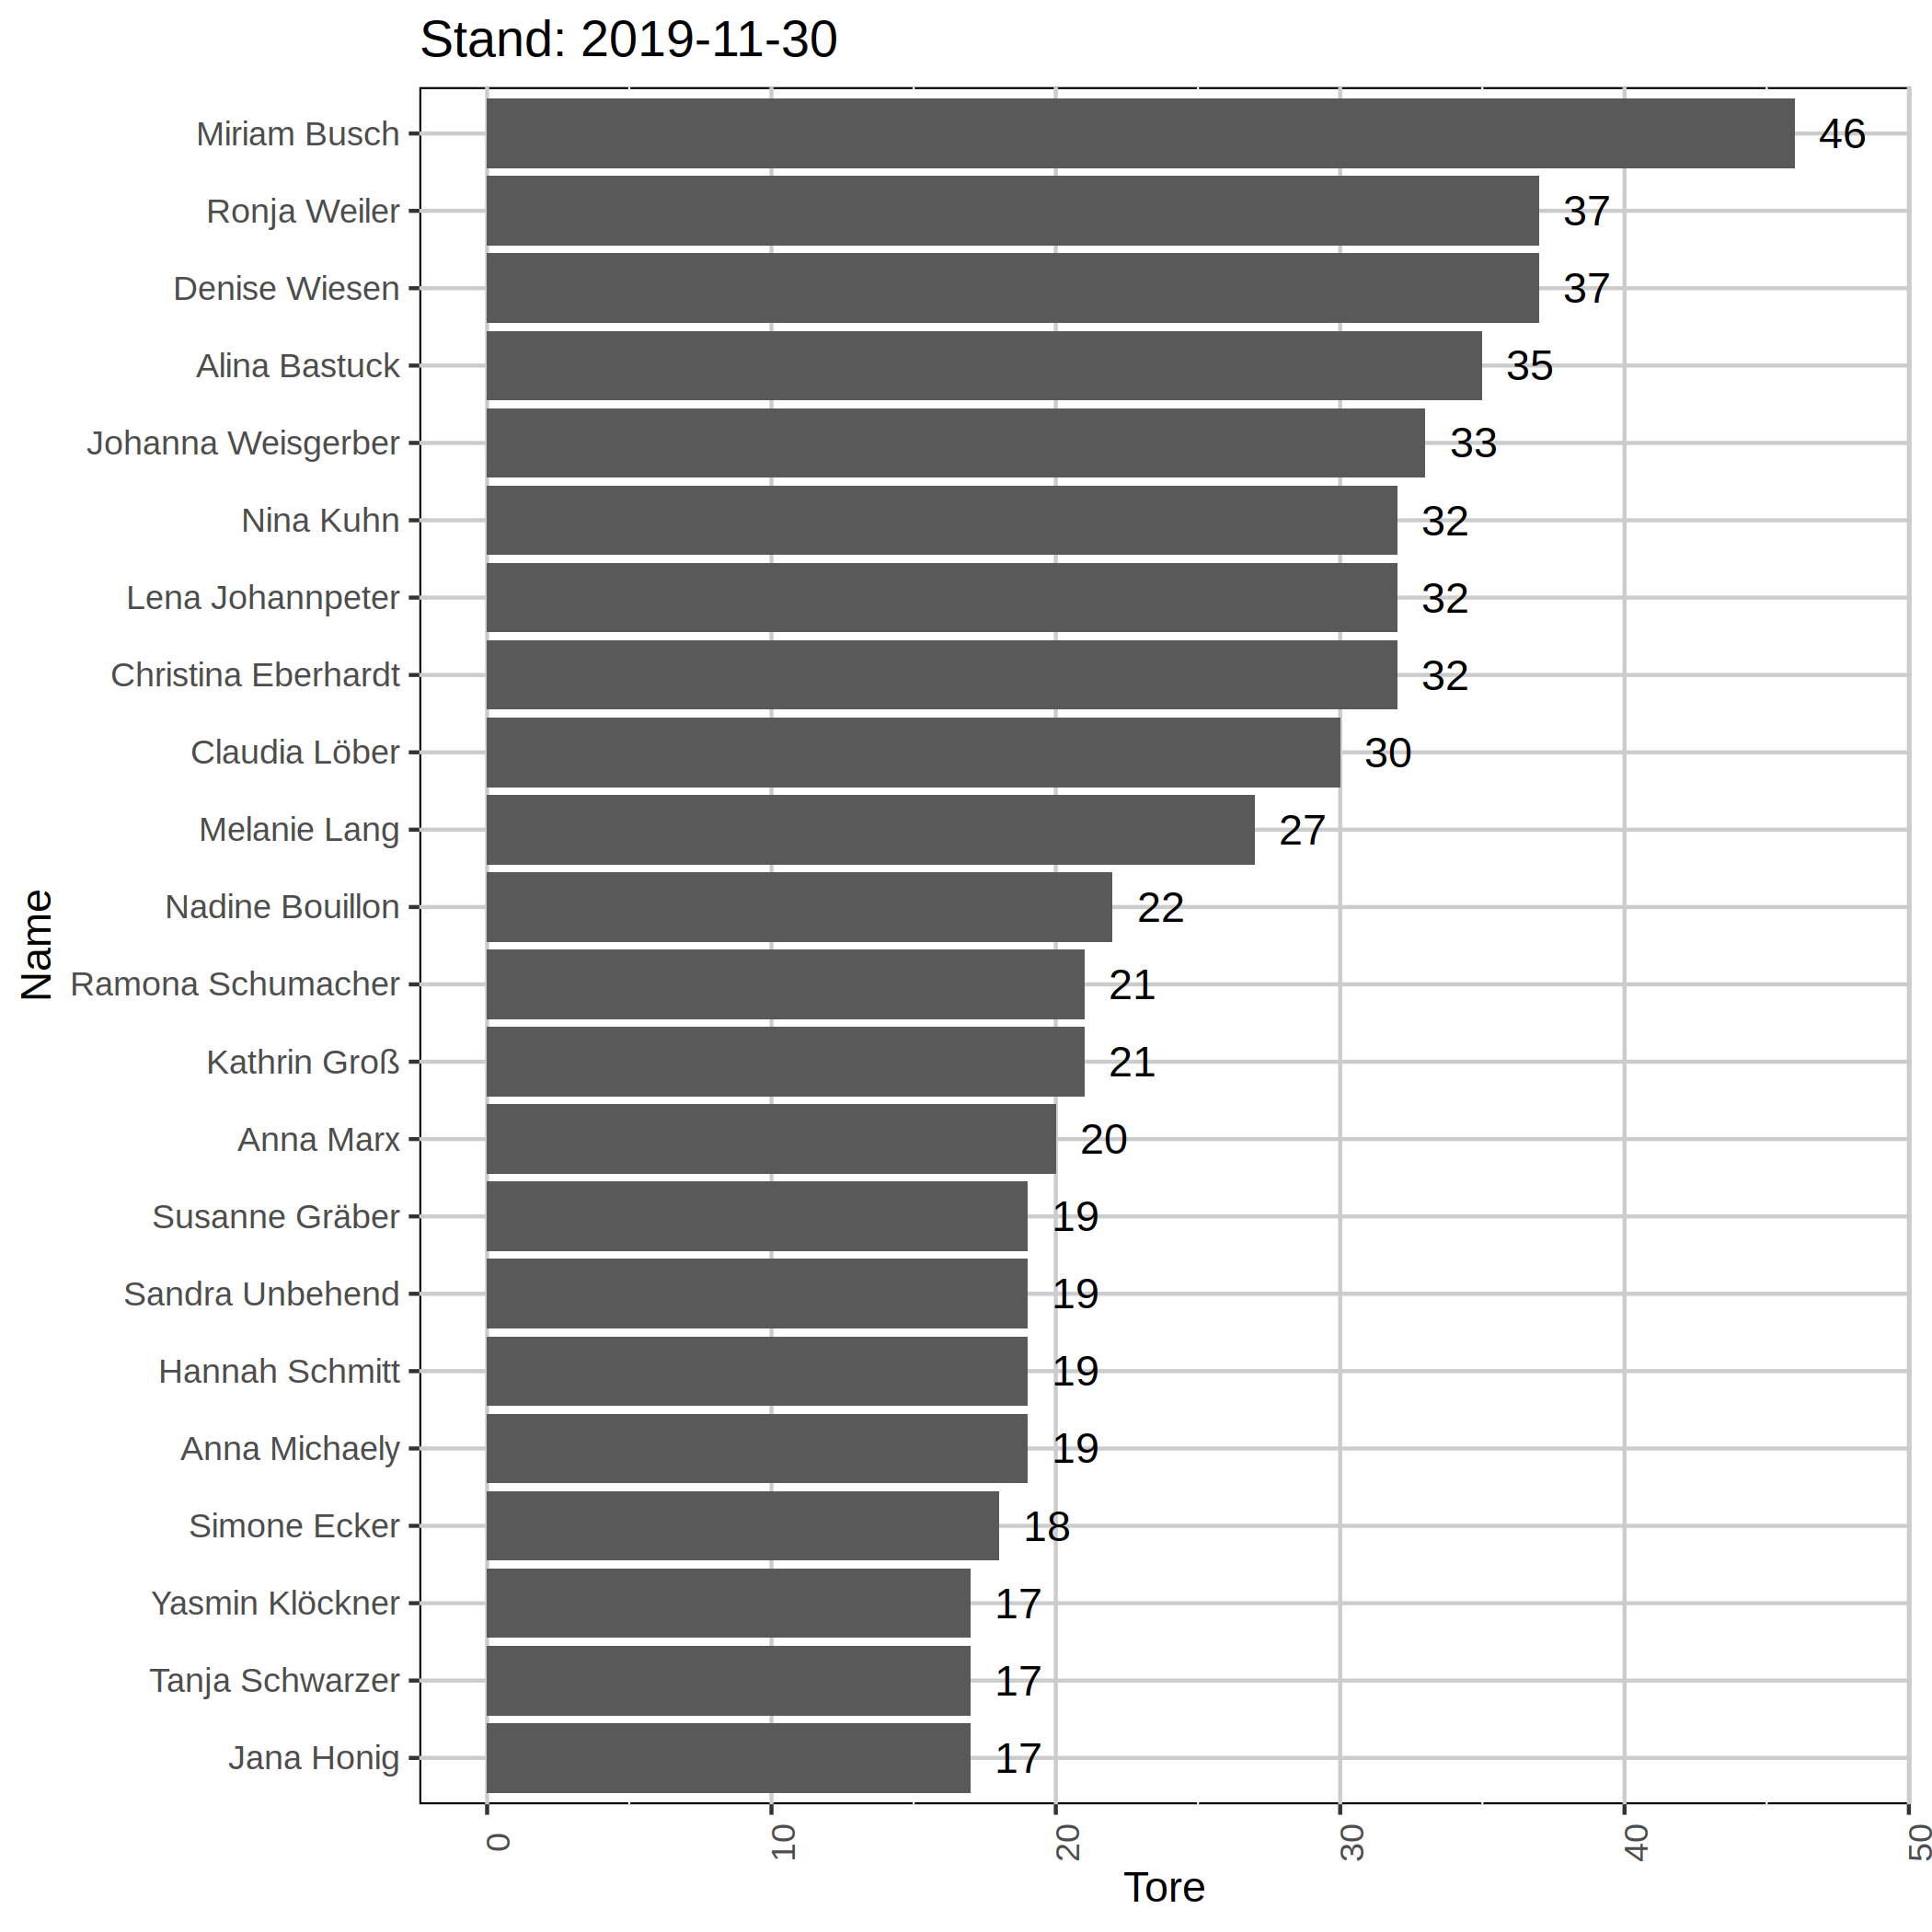 Stand: 2019-11-30
Miriam Busch 46
Ronja Weiler 37
Denise Wiesen 37
Alina Bastuck 35
Johanna Weisgerber 33
Nina Kuhn 32
Lena Johannpeter 32
Christina Eberhardt 32
Claudia Löber 30
Melanie Lang 27
Nadine Bouillon 22
Ramona Schumacher 21
Kathrin Groß 21
Anna Marx 20
Susanne Gräber 19
Sandra Unbehend 19
Hannah Schmitt 19
Anna Michaely 19
Simone Ecker 18
Yasmin Klöckner 17
Tanja Schwarzer 17
Jana Honig 17
Name
0 10 20 30 40 50
Tore